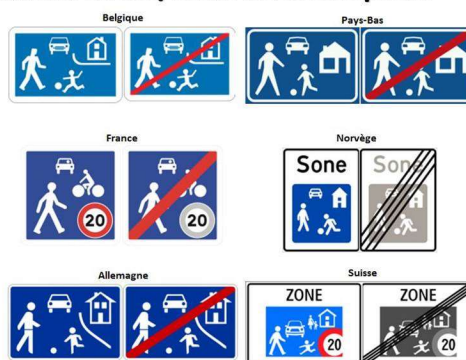 Belgique
Pays-Bas
France
Norvège
20
20
Sone
Sone
Allemagne
Suisse
ZONE
ZONE
20
20